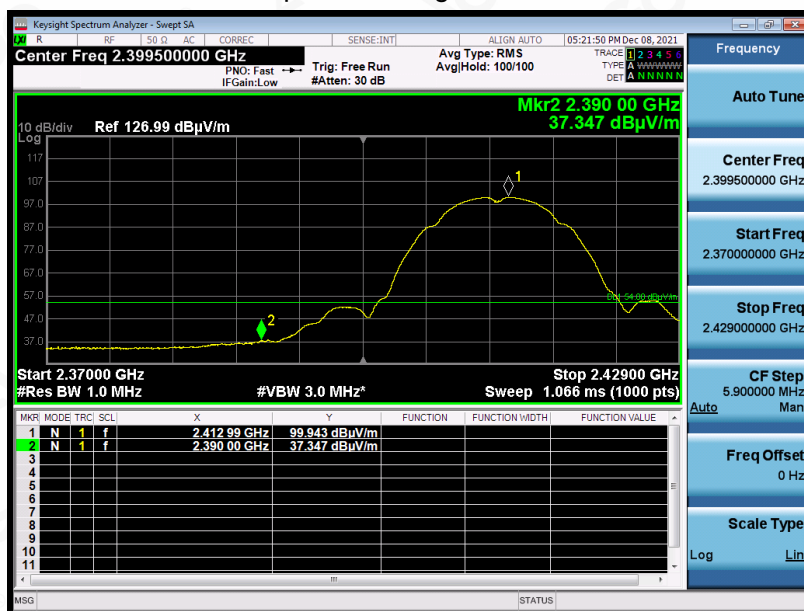 Keysight Spectrum Analyzer - Swept SA
LXI R RF 50 Ω AC CORREC SENSE:INT ALIGN AUTO 05:21:50 PM Dec 08, 2021
Center Freq 2.399500000 GHz
PNO: Fast
IFGain:Low
Trig: Free Run
#Atten: 30 dB
Avg Type: RMS
Avg|Hold: 100/100
TRACE 1 2 3 4 5 6
TYPE A WWWWW
DET A N N N N N
Mkr2 2.390 00 GHz
37.347 dBµV/m
10 dB/div Ref 126.99 dBµV/m
Log
117
107
97.0
87.0
77.0
67.0
57.0
47.0
37.0
1
2
DL1 54.00 dBµV/m
Start 2.37000 GHz Stop 2.42900 GHz
#Res BW 1.0 MHz #VBW 3.0 MHz* Sweep 1.066 ms (1000 pts)
MKR MODE TRC SCL X Y FUNCTION FUNCTION WIDTH FUNCTION VALUE
1 N 1 f 2.412 99 GHz 99.943 dBµV/m
2 N 1 f 2.390 00 GHz 37.347 dBµV/m
3
4
5
6
7
8
9
10
11
MSG STATUS
Frequency
Auto Tune
Center Freq
2.399500000 GHz
Start Freq
2.370000000 GHz
Stop Freq
2.429000000 GHz
CF Step
5.900000 MHz
Auto Man
Freq Offset
0 Hz
Scale Type
Log Lin